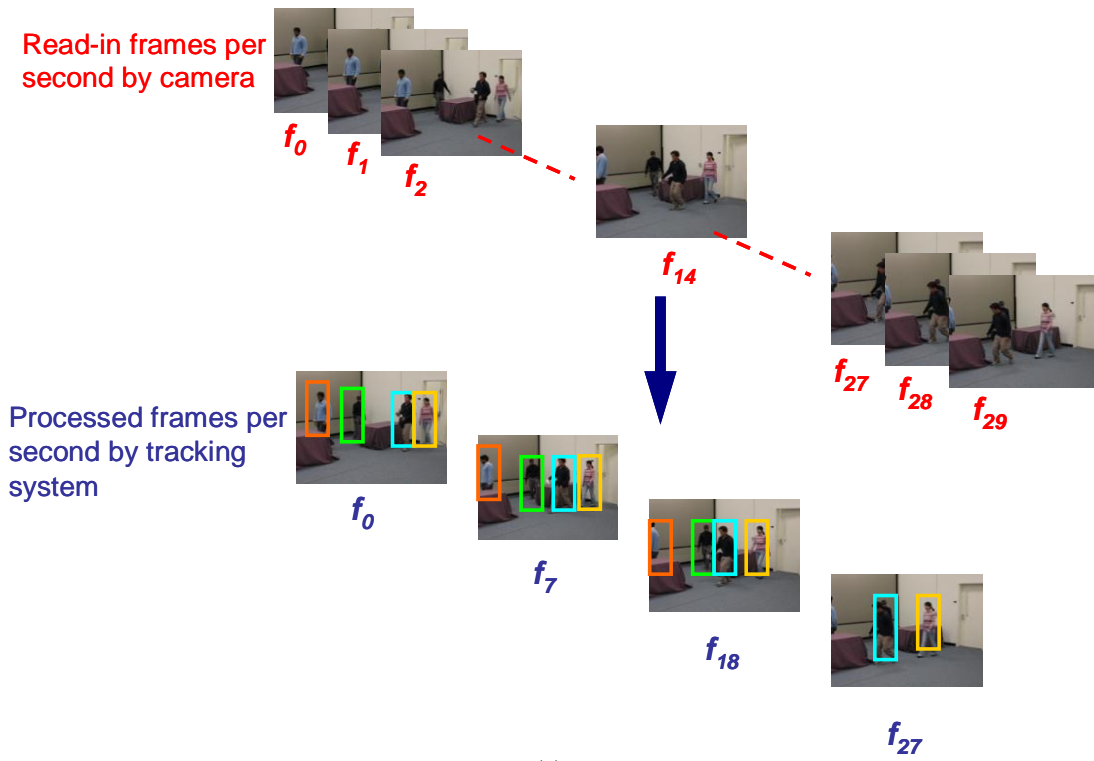 Read-in frames per
second by camera
f0
f1
f2
f14
f27
f28
f29
Processed frames per
second by tracking
system
f0
f7
f18
f27